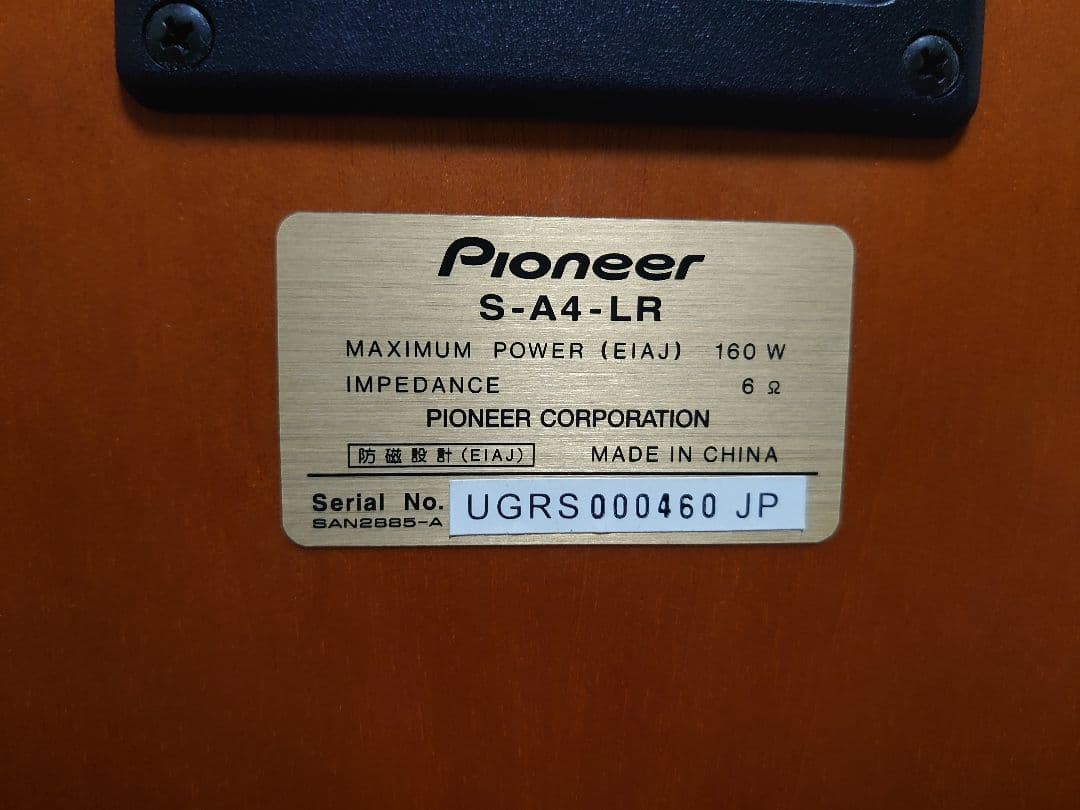 Pioneer
S-A4-LR
MAXIMUM POWER (EIAJ) 160 W
IMPEDANCE 6 Ω
PIONEER CORPORATION
防磁設計(EIAJ) MADE IN CHINA
Serial No. UGRS000460 JP
SAN2885-A